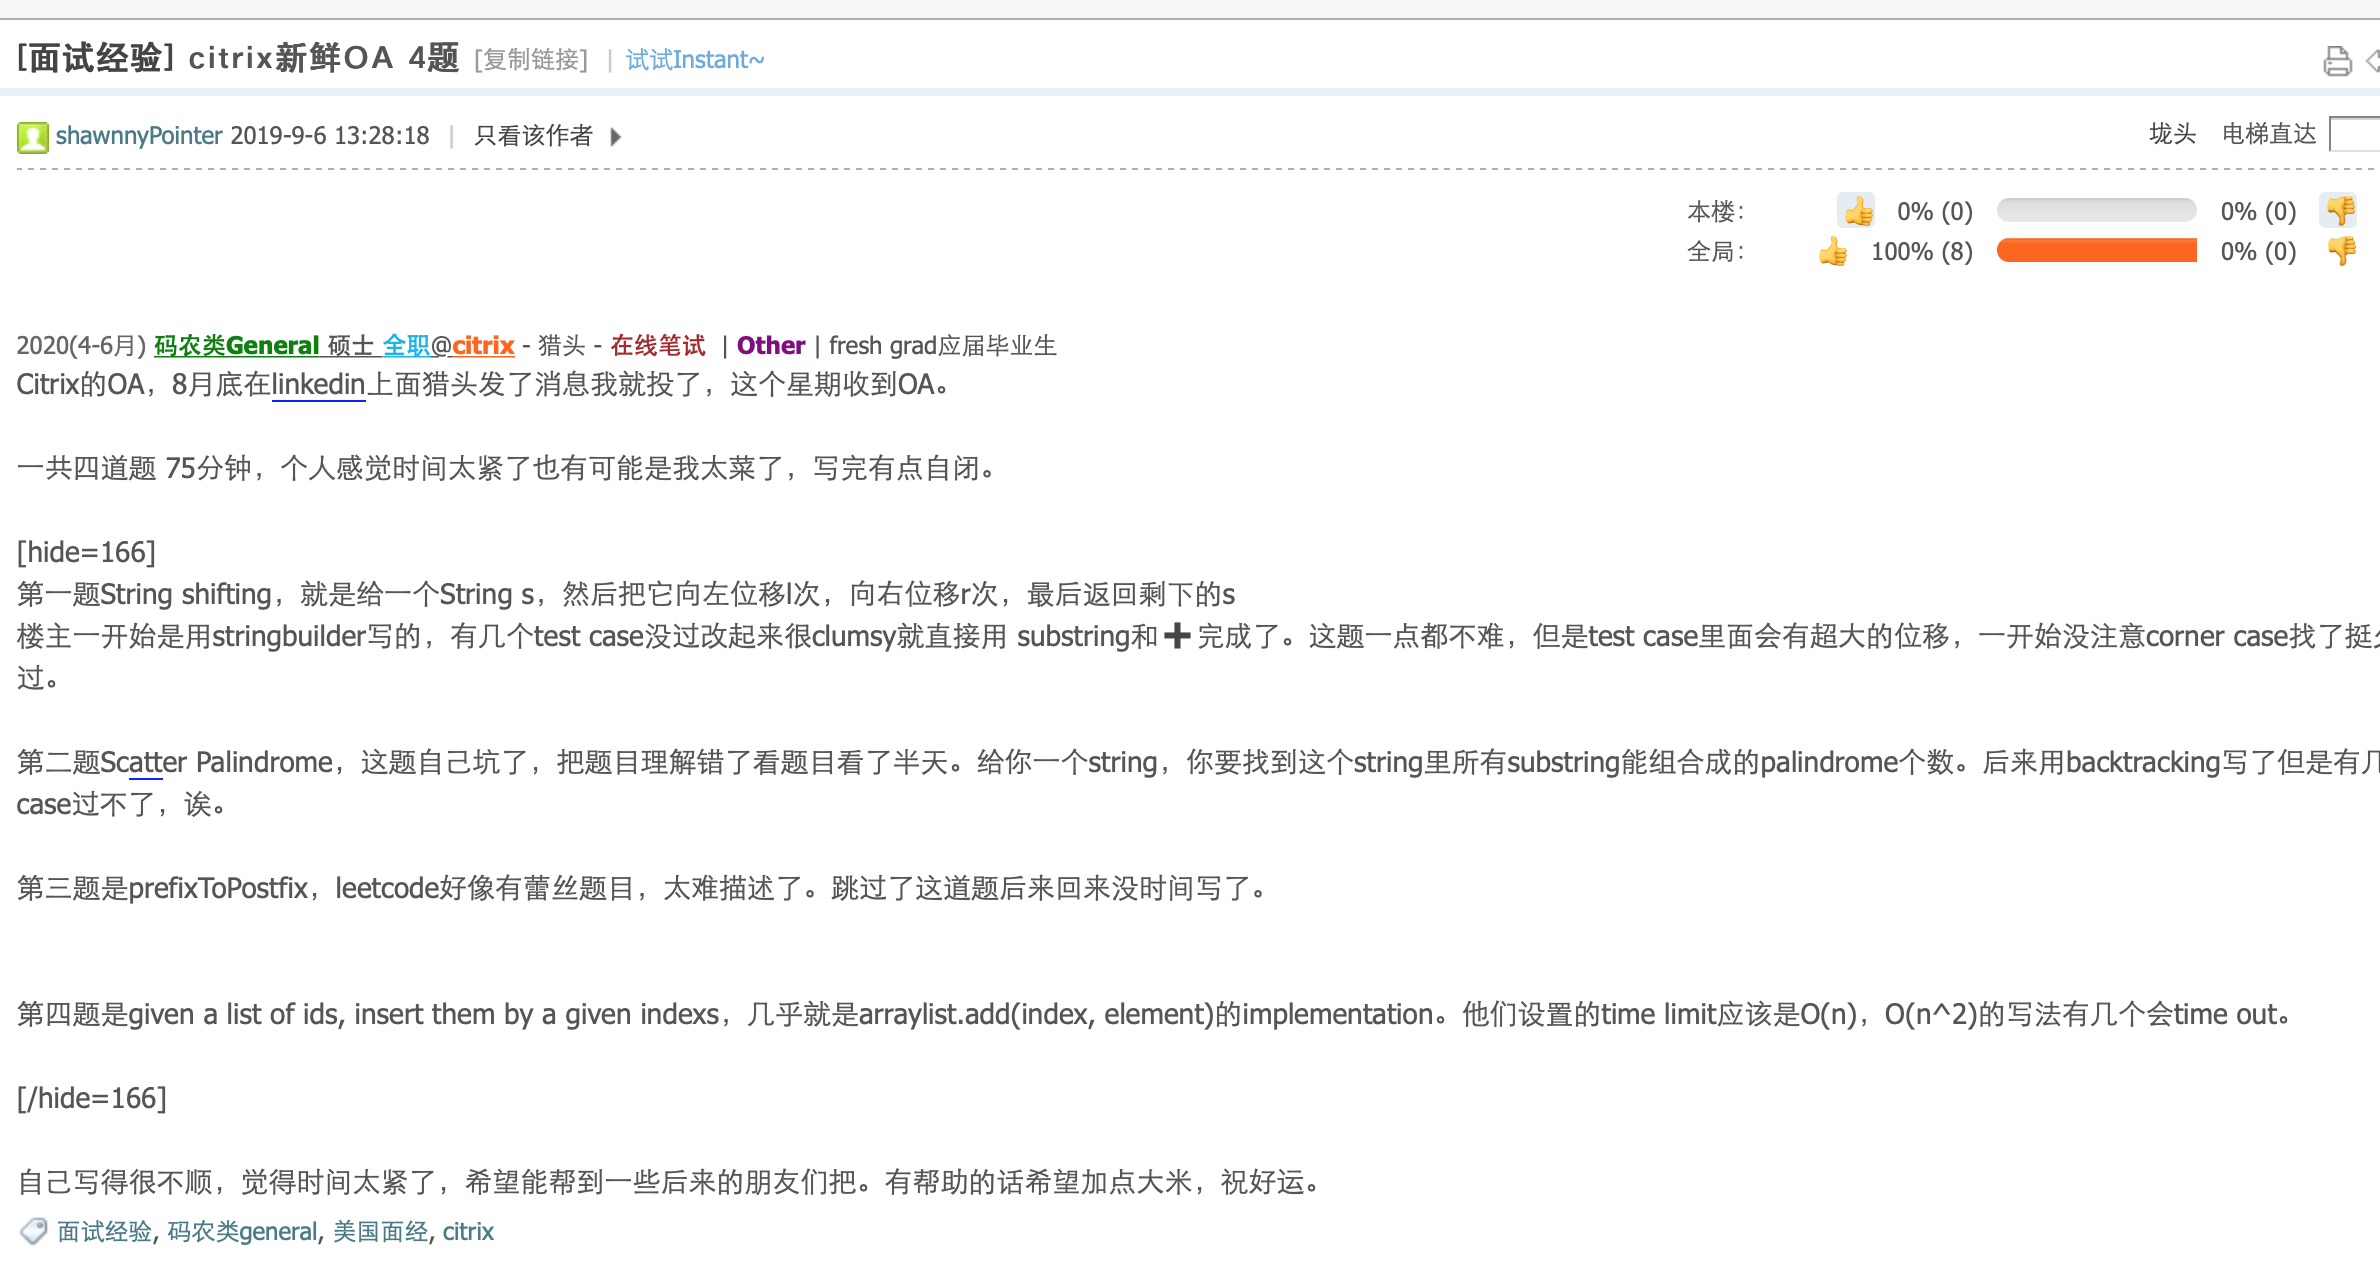 [面试经验] citrix新鲜OA 4题 [复制链接] | 试试Instant~
shawnnyPointer 2019-9-6 13:28:18 | 只看该作者
垅头 电梯直达
本楼： 0% (0) 0% (0)
全局： 100% (8) 0% (0)
2020(4-6月) 码农类General 硕士 全职@citrix - 猎头 - 在线笔试 | Other | fresh grad应届毕业生
Citrix的OA，8月底在linkedin上面猎头发了消息我就投了，这个星期收到OA。
一共四道题 75分钟，个人感觉时间太紧了也有可能是我太菜了，写完有点自闭。
[hide=166]
第一题String shifting，就是给一个String s，然后把它向左位移l次，向右位移r次，最后返回剩下的s
楼主一开始是用stringbuilder写的，有几个test case没过改起来很clumsy就直接用 substring和➕完成了。这题一点都不难，但是test case里面会有超大的位移，一开始没注意corner case找了挺
过。
第二题Scatter Palindrome，这题自己坑了，把题目理解错了看题目看了半天。给你一个string，你要找到这个string里所有substring能组合成的palindrome个数。后来用backtracking写了但是有
case过不了，诶。
第三题是prefixToPostfix，leetcode好像有蕾丝题目，太难描述了。跳过了这道题后来回来没时间写了。
第四题是given a list of ids, insert them by a given indexs，几乎就是arraylist.add(index, element)的implementation。他们设置的time limit应该是O(n)，O(n^2)的写法有几个会time out。
[/hide=166]
自己写得很不顺，觉得时间太紧了，希望能帮到一些后来的朋友们把。有帮助的话希望加点大米，祝好运。
面试经验, 码农类general, 美国面经, citrix